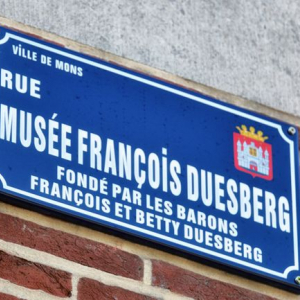 VILLE DE MONS
RUE
MUSÉE FRANÇOIS DUESBERG
FONDÉ PAR LES BARONS
FRANÇOIS ET BETTY DUESBERG